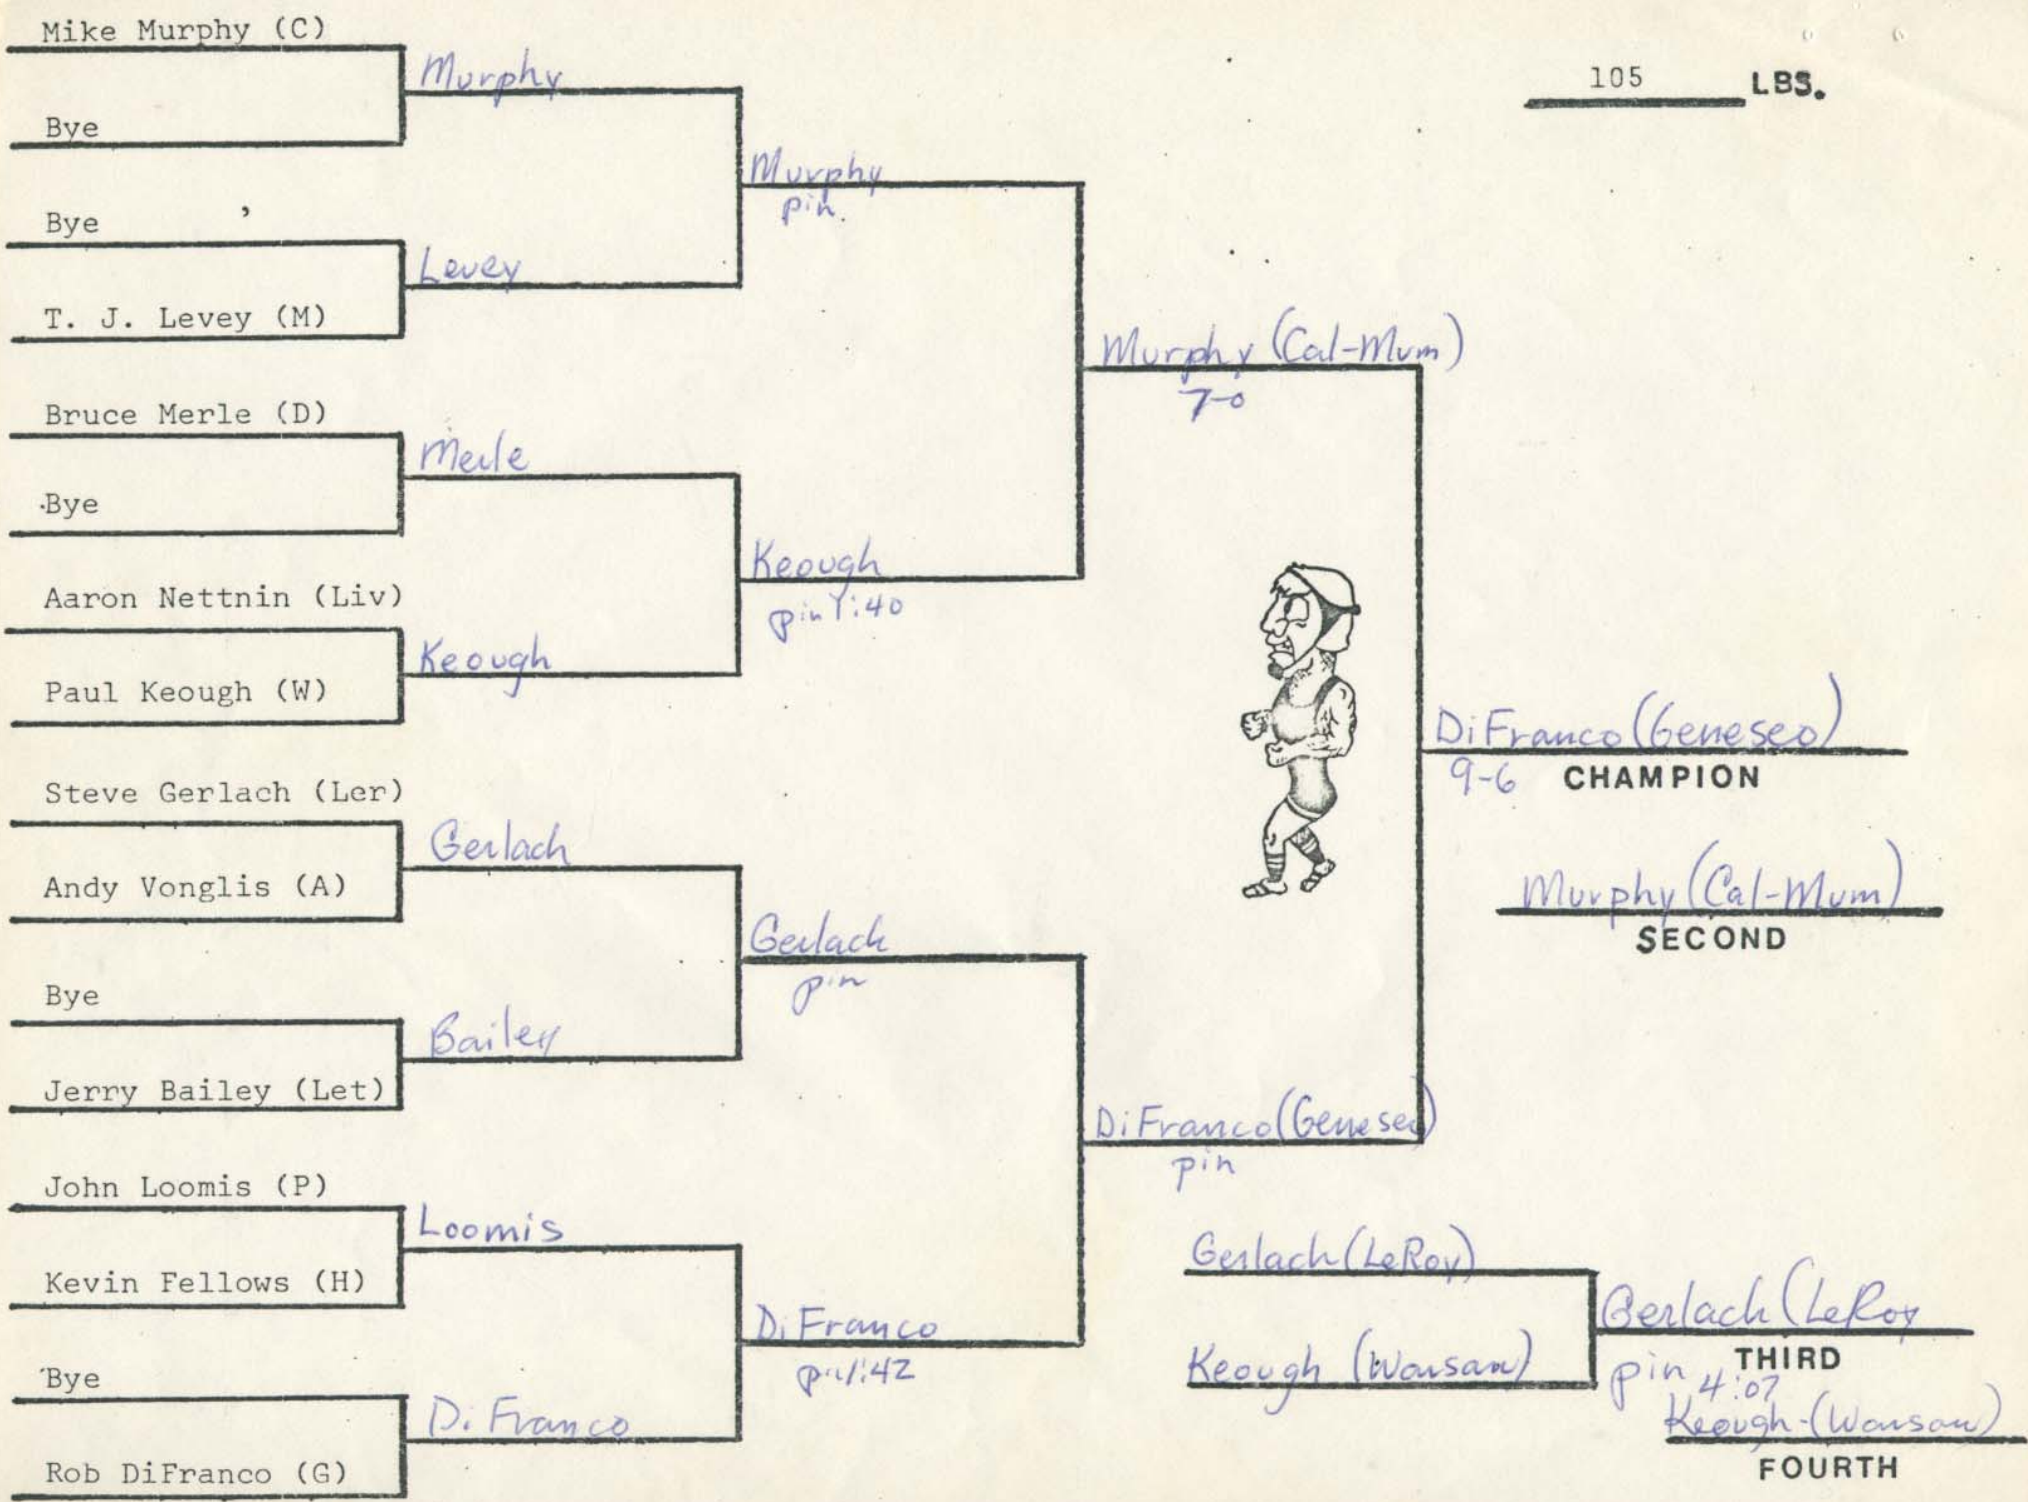 Mike Murphy (C)
Bye
Bye
T. J. Levey (M)
Bruce Merle (D)
Bye
Aaron Nettnin (Liv)
Paul Keough (W)
Steve Gerlach (Ler)
Andy Vonglis (A)
Bye
Jerry Bailey (Let)
John Loomis (P)
Kevin Fellows (H)
Bye
Rob DiFranco (G)
Murphy
Levey
Merle
Keough
Gerlach
Bailey
Loomis
DiFranco
Murphy
pin
Keough
pin 1:40
Gerlach
pin
DiFranco
pin 1:42
Murphy (Cal-Mum)
7-0
DiFranco (Geneseo)
pin
105 LBS.
DiFranco (Geneseo)
9-6 CHAMPION
Murphy (Cal-Mum)
SECOND
Gerlach (LeRoy)
Keough (Warsaw)
Gerlach (LeRoy
THIRD
pin 4:07
Keough-(Warsaw)
FOURTH